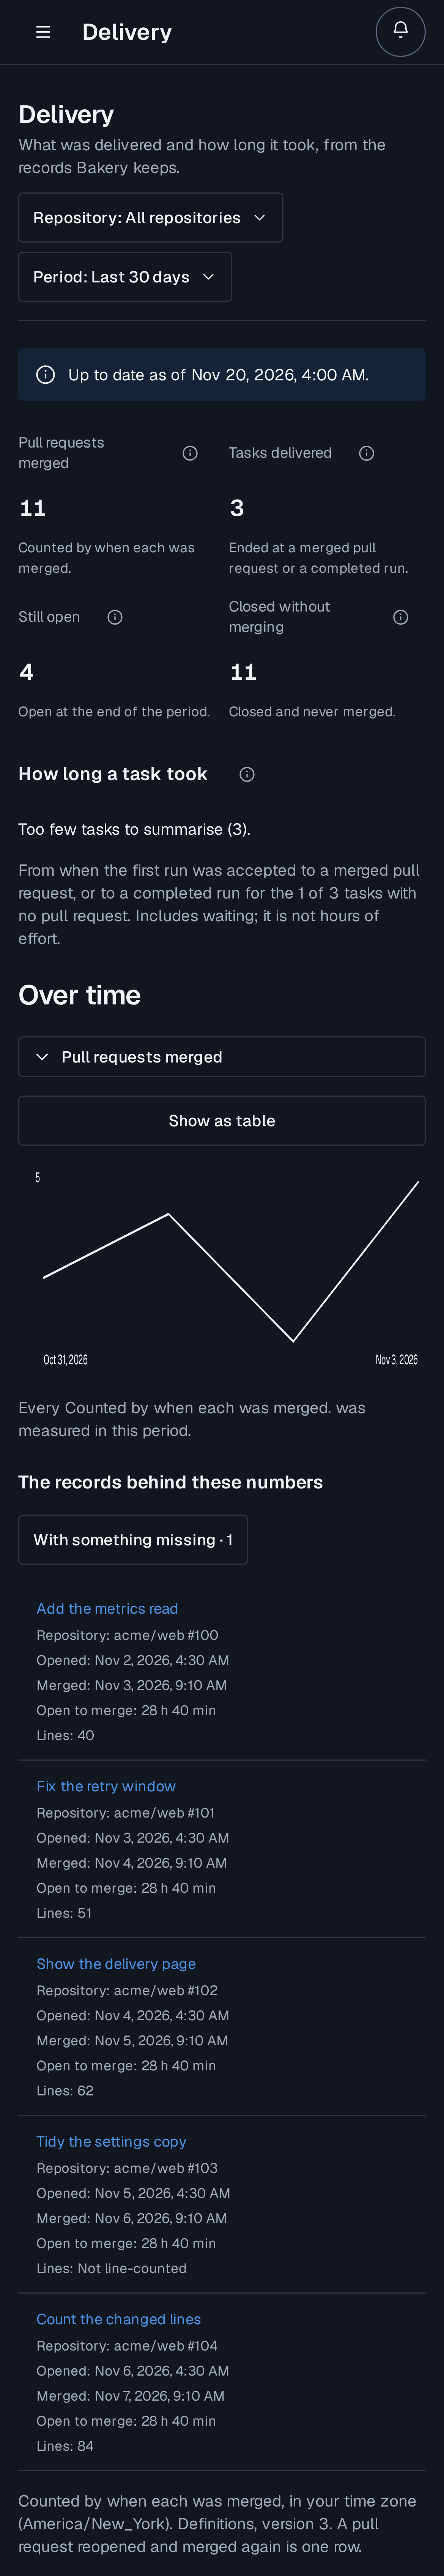 Delivery
Delivery
What was delivered and how long it took, from the
records Bakery keeps.
Repository: All repositories
Period: Last 30 days
Up to date as of Nov 20, 2026, 4:00 AM.
Pull requests
merged
Tasks delivered
11
3
Counted by when each was
merged.
Ended at a merged pull
request or a completed run.
Still open
Closed without
merging
4
11
Open at the end of the period.
Closed and never merged.
How long a task took
Too few tasks to summarise (3).
From when the first run was accepted to a merged pull
request, or to a completed run for the 1 of 3 tasks with
no pull request. Includes waiting; it is not hours of
effort.
Over time
Pull requests merged
Show as table
5
Oct 31, 2026
Nov 3, 2026
Every Counted by when each was merged. was
measured in this period.
The records behind these numbers
With something missing · 1
Add the metrics read
Repository: acme/web #100
Opened: Nov 2, 2026, 4:30 AM
Merged: Nov 3, 2026, 9:10 AM
Open to merge: 28 h 40 min
Lines: 40
Fix the retry window
Repository: acme/web #101
Opened: Nov 3, 2026, 4:30 AM
Merged: Nov 4, 2026, 9:10 AM
Open to merge: 28 h 40 min
Lines: 51
Show the delivery page
Repository: acme/web #102
Opened: Nov 4, 2026, 4:30 AM
Merged: Nov 5, 2026, 9:10 AM
Open to merge: 28 h 40 min
Lines: 62
Tidy the settings copy
Repository: acme/web #103
Opened: Nov 5, 2026, 4:30 AM
Merged: Nov 6, 2026, 9:10 AM
Open to merge: 28 h 40 min
Lines: Not line-counted
Count the changed lines
Repository: acme/web #104
Opened: Nov 6, 2026, 4:30 AM
Merged: Nov 7, 2026, 9:10 AM
Open to merge: 28 h 40 min
Lines: 84
Counted by when each was merged, in your time zone
(America/New_York). Definitions, version 3. A pull
request reopened and merged again is one row.